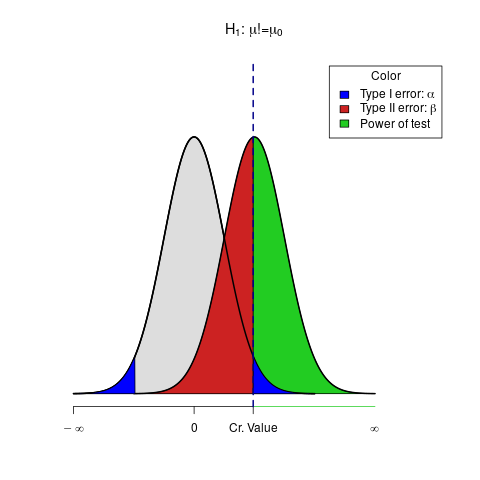 H₁: μ!=μ₀
Color
Type I error: α
Type II error: β
Power of test
− ∞ 0 Cr. Value ∞